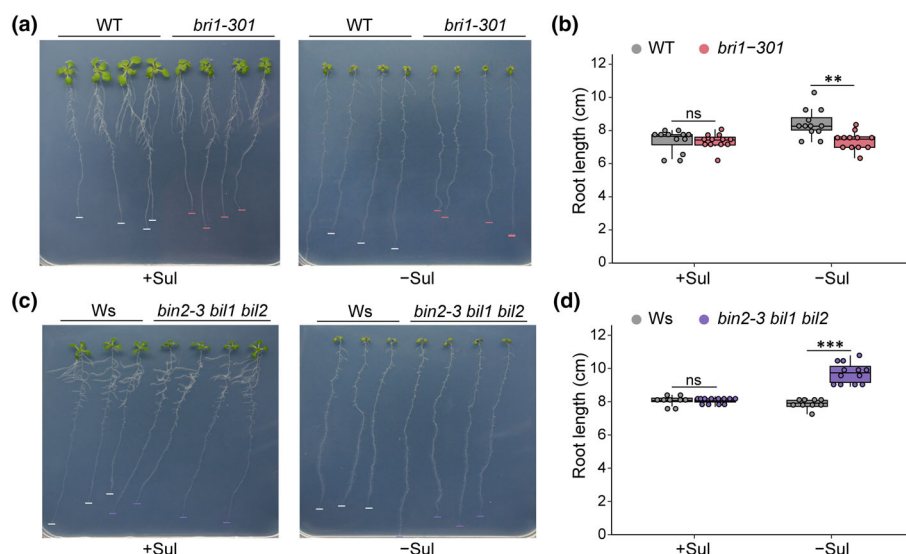 (a)
WT
bri1-301
WT
bri1-301
+Sul
−Sul
(b)
WT
bri1−301
Root length (cm)
12
10
8
6
4
2
0
ns
**
+Sul
−Sul
(c)
Ws
bin2-3 bil1 bil2
Ws
bin2-3 bil1 bil2
+Sul
−Sul
(d)
Ws
bin2-3 bil1 bil2
Root length (cm)
12
10
8
6
4
2
0
ns
***
+Sul
−Sul